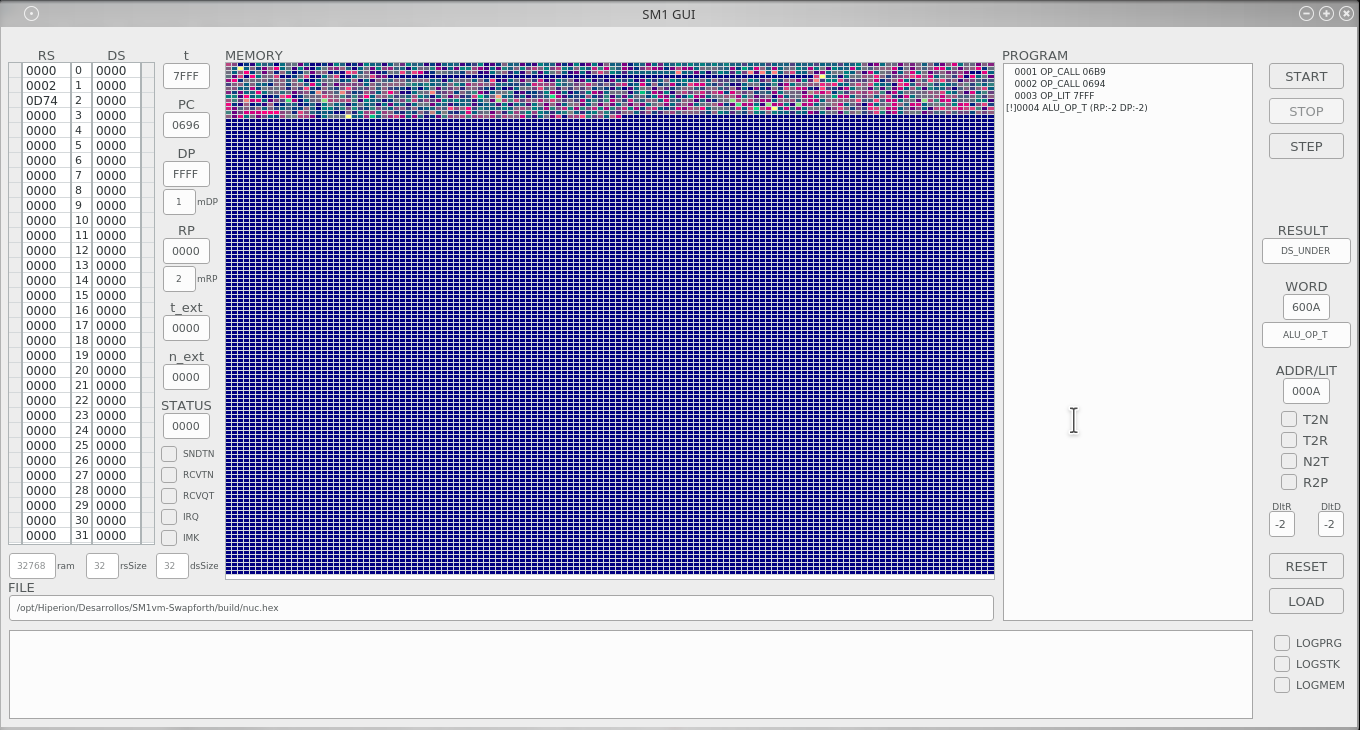 SM1 GUI
RS DS t MEMORY PROGRAM
0000 0 0000
0002 1 0000
0D74 2 0000
0000 3 0000
0000 4 0000
0000 5 0000
0000 6 0000
0000 7 0000
0000 8 0000
0000 9 0000
0000 10 0000
0000 11 0000
0000 12 0000
0000 13 0000
0000 14 0000
0000 15 0000
0000 16 0000
0000 17 0000
0000 18 0000
0000 19 0000
0000 20 0000
0000 21 0000
0000 22 0000
0000 23 0000
0000 24 0000
0000 25 0000
0000 26 0000
0000 27 0000
0000 28 0000
0000 29 0000
0000 30 0000
0000 31 0000
32768 ram 32 rsSize 32 dsSize
7FFF
PC
0696
DP
FFFF
1 mDP
RP
0000
2 mRP
t_ext
0000
n_ext
0000
STATUS
0000
SNDTN
RCVTN
RCVQT
IRQ
IMK
0001 OP_CALL 06B9
0002 OP_CALL 0694
0003 OP_LIT 7FFF
[!]0004 ALU_OP_T (RP:-2 DP:-2)
START
STOP
STEP
RESULT
DS_UNDER
WORD
600A
ALU_OP_T
ADDR/LIT
000A
T2N
T2R
N2T
R2P
DltR DltD
-2 -2
RESET
LOAD
FILE
/opt/Hiperion/Desarrollos/SM1vm-Swapforth/build/nuc.hex
LOGPRG
LOGSTK
LOGMEM